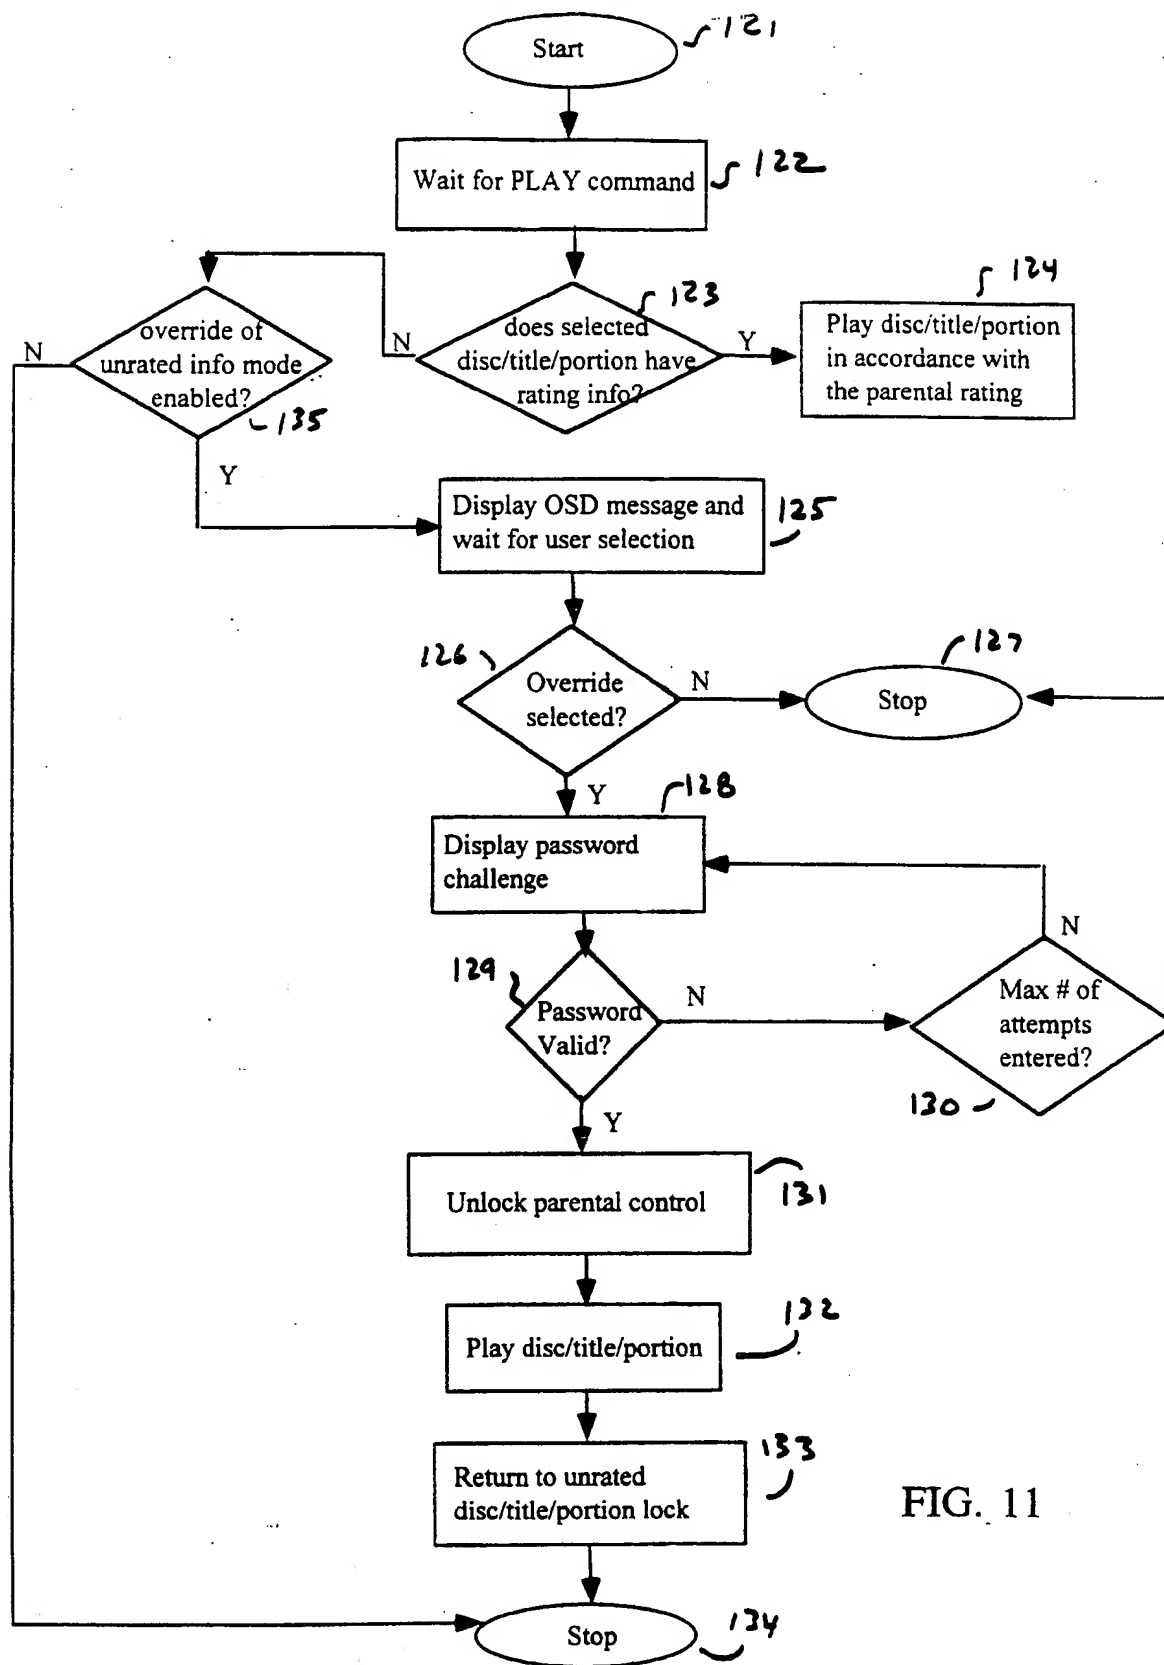 Start
121
Wait for PLAY command
122
123
124
N
override of
unrated info mode
enabled?
135
N
does selected
disc/title/portion have
rating info?
Y
Play disc/title/portion
in accordance with
the parental rating
Y
Display OSD message and
wait for user selection
125
126
Override
selected?
N
127
Stop
Y
128
Display password
challenge
N
129
Password
Valid?
N
Max # of
attempts
entered?
130
Y
Unlock parental control
131
Play disc/title/portion
132
Return to unrated
disc/title/portion lock
133
FIG. 11
Stop
134